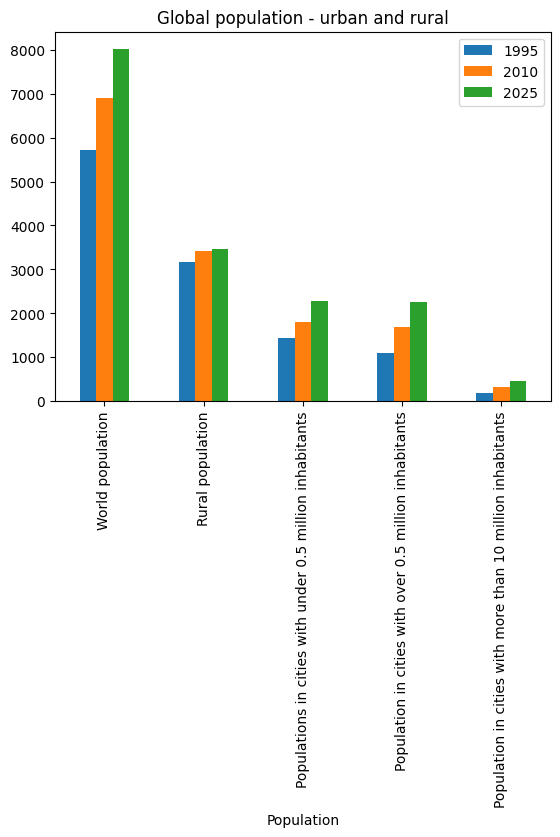 Global population - urban and rural
1995
2010
2025
8000
7000
6000
5000
4000
3000
2000
1000
0
World population
Rural population
Populations in cities with under 0.5 million inhabitants
Population in cities with over 0.5 million inhabitants
Population in cities with more than 10 million inhabitants
Population